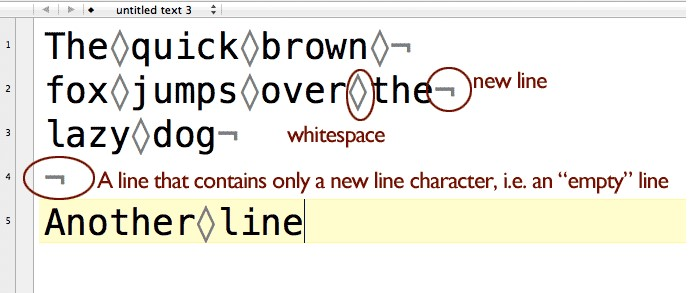 untitled text 3
1 The◊quick◊brown◊¬
2 fox◊jumps◊over◊the¬ new line
3 lazy◊dog¬ whitespace
4 ¬ A line that contains only a new line character, i.e. an “empty” line
5 Another◊line